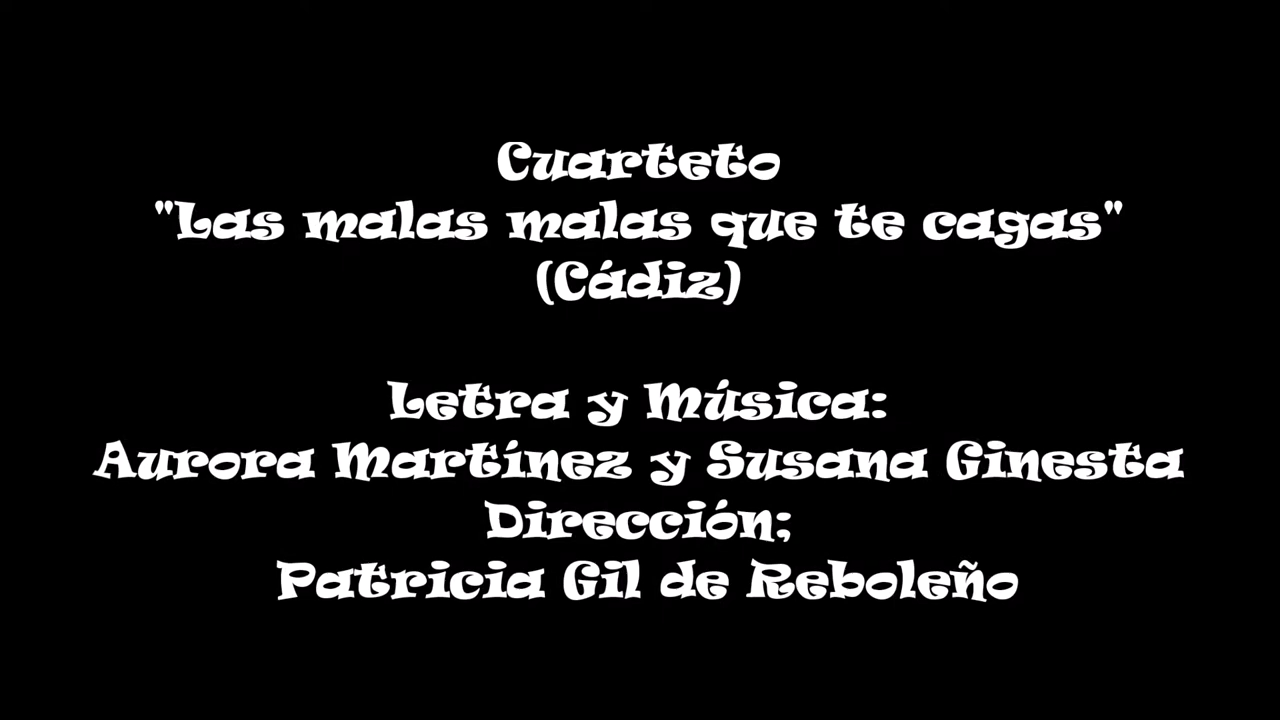 Cuarteto
"Las malas malas que te cagas"
(Cádiz)
Letra y Música:
Aurora Martínez y Susana Ginesta
Dirección;
Patricia Gil de Reboleño